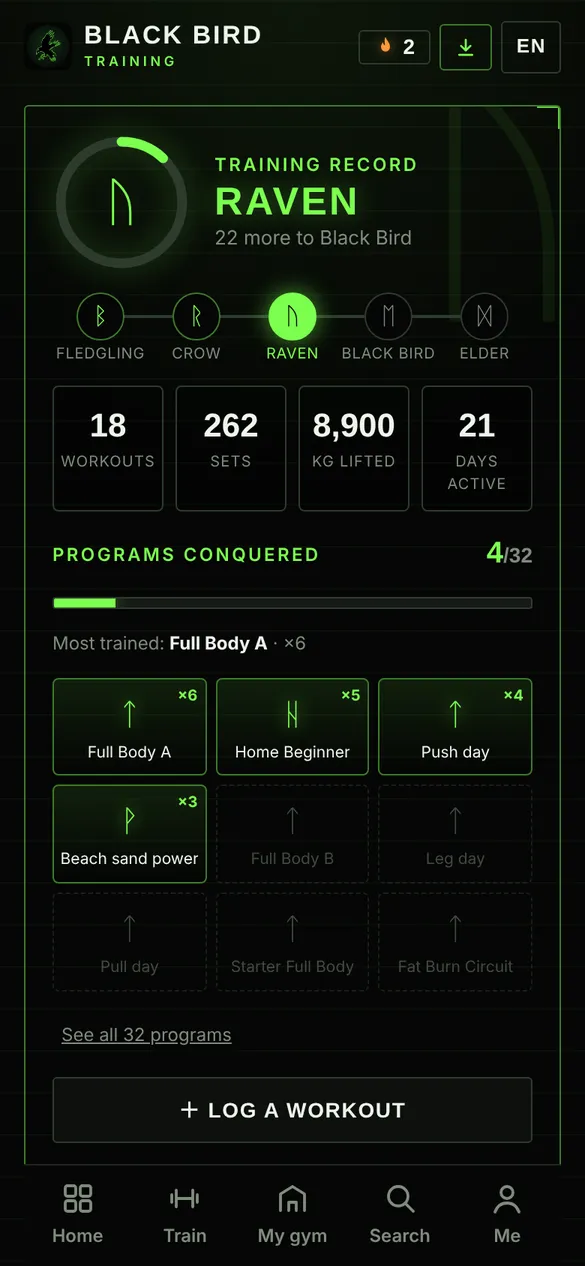 BLACK BIRD
TRAINING
2
EN
TRAINING RECORD
RAVEN
22 more to Black Bird
ᚢ
ᛒ ᚱ ᚢ ᛖ ᛞ
FLEDGLING CROW RAVEN BLACK BIRD ELDER
18 262 8,900 21
WORKOUTS SETS KG LIFTED DAYS ACTIVE
PROGRAMS CONQUERED 4/32
Most trained: Full Body A · ×6
×6 ×5 ×4
ᛏ ᚺ ᛏ
Full Body A Home Beginner Push day
×3
ᚹ ᛏ ᛏ
Beach sand power Full Body B Leg day
ᛏ ᛏ ᛏ
Pull day Starter Full Body Fat Burn Circuit
See all 32 programs
+ LOG A WORKOUT
Home Train My gym Search Me